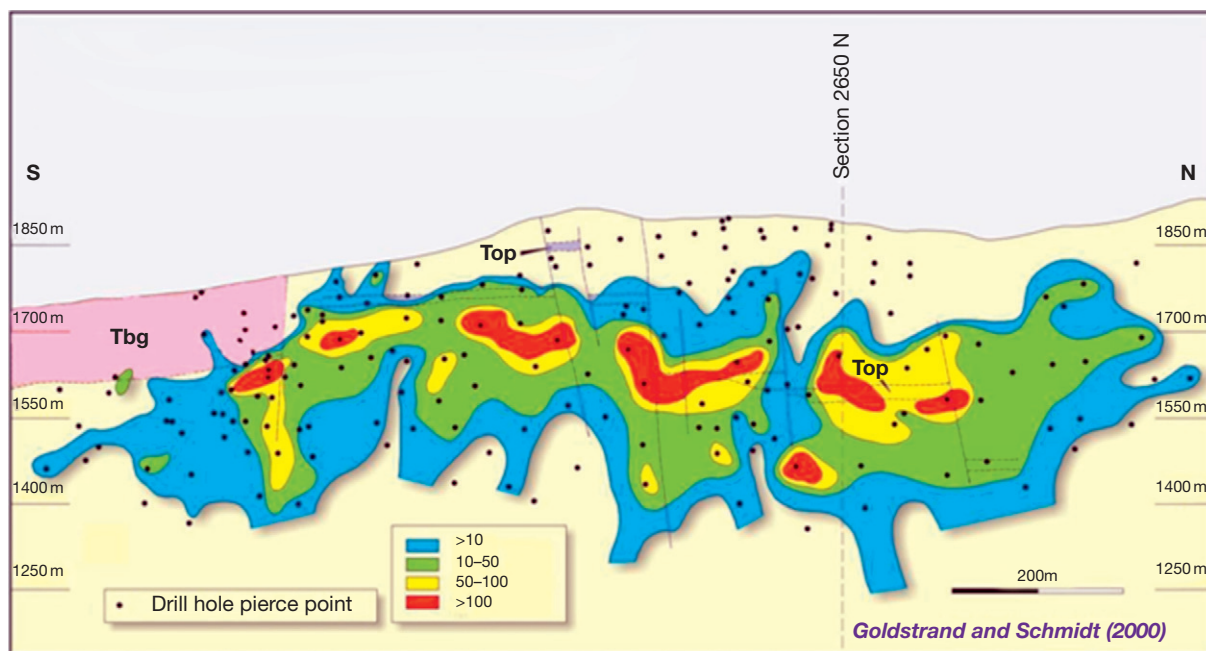 S
N
Section 2650 N
1850 m
1850 m
Top
1700 m
1700 m
Tbg
Top
1550 m
1550 m
1400 m
1400 m
>10
10–50
50–100
>100
1250 m
1250 m
200m
Drill hole pierce point
Goldstrand and Schmidt (2000)